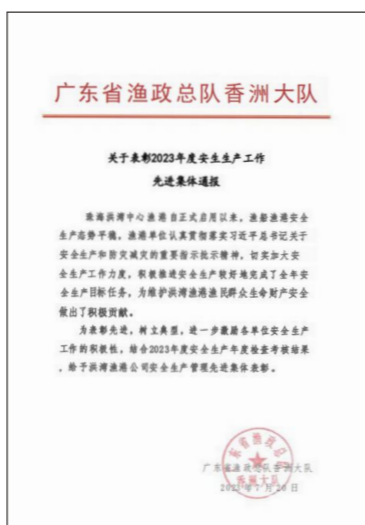 广东省渔政总队香洲大队
关于表彰2023年度安生生产工作
先进集体通报
珠海洪湾中心渔港自正式启用以来，渔船渔港安全
生产态势平稳，渔港单位认真贯彻落实习近平总书记关于
安全生产和防灾减灾的重要指示批示精神，切实加大安
全生产工作力度，积极推进安全生产较好地完成了全年安
全生产目标任务，为维护洪湾渔港渔民群众生命财产安全
做出了积极贡献。
为表彰先进，树立典型，进一步激励各单位安全生产
工作的积极性，结合2023年度安全生产年度检查考核结果
，给予洪湾渔港公司安全生产管理先进集体表彰。
广东省渔政总队香洲大队